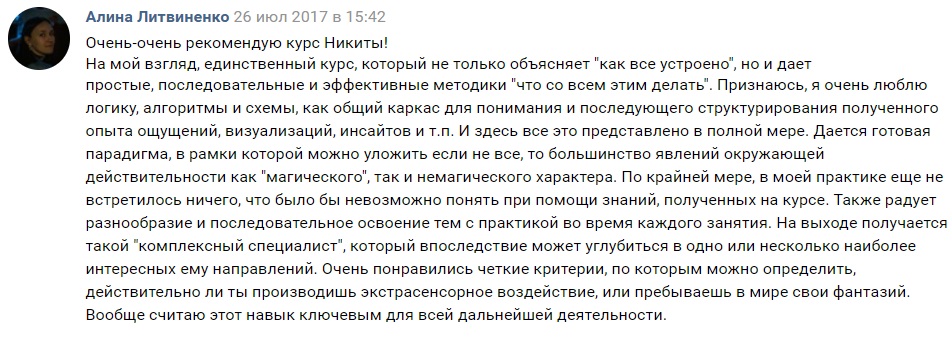 Алина Литвиненко 26 июл 2017 в 15:42
Очень-очень рекомендую курс Никиты!
На мой взгляд, единственный курс, который не только объясняет "как все устроено", но и дает
простые, последовательные и эффективные методики "что со всем этим делать". Признаюсь, я очень люблю
логику, алгоритмы и схемы, как общий каркас для понимания и последующего структурирования полученного
опыта ощущений, визуализаций, инсайтов и т.п. И здесь все это представлено в полной мере. Дается готовая
парадигма, в рамки которой можно уложить если не все, то большинство явлений окружающей
действительности как "магического", так и немагического характера. По крайней мере, в моей практике еще не
встретилось ничего, что было бы невозможно понять при помощи знаний, полученных на курсе. Также радует
разнообразие и последовательное освоение тем с практикой во время каждого занятия. На выходе получается
такой "комплексный специалист", который впоследствие может углубиться в одно или несколько наиболее
интересных ему направлений. Очень понравились четкие критерии, по которым можно определить,
действительно ли ты производишь экстрасенсорное воздействие, или пребываешь в мире свои фантазий.
Вообще считаю этот навык ключевым для всей дальнейшей деятельности.